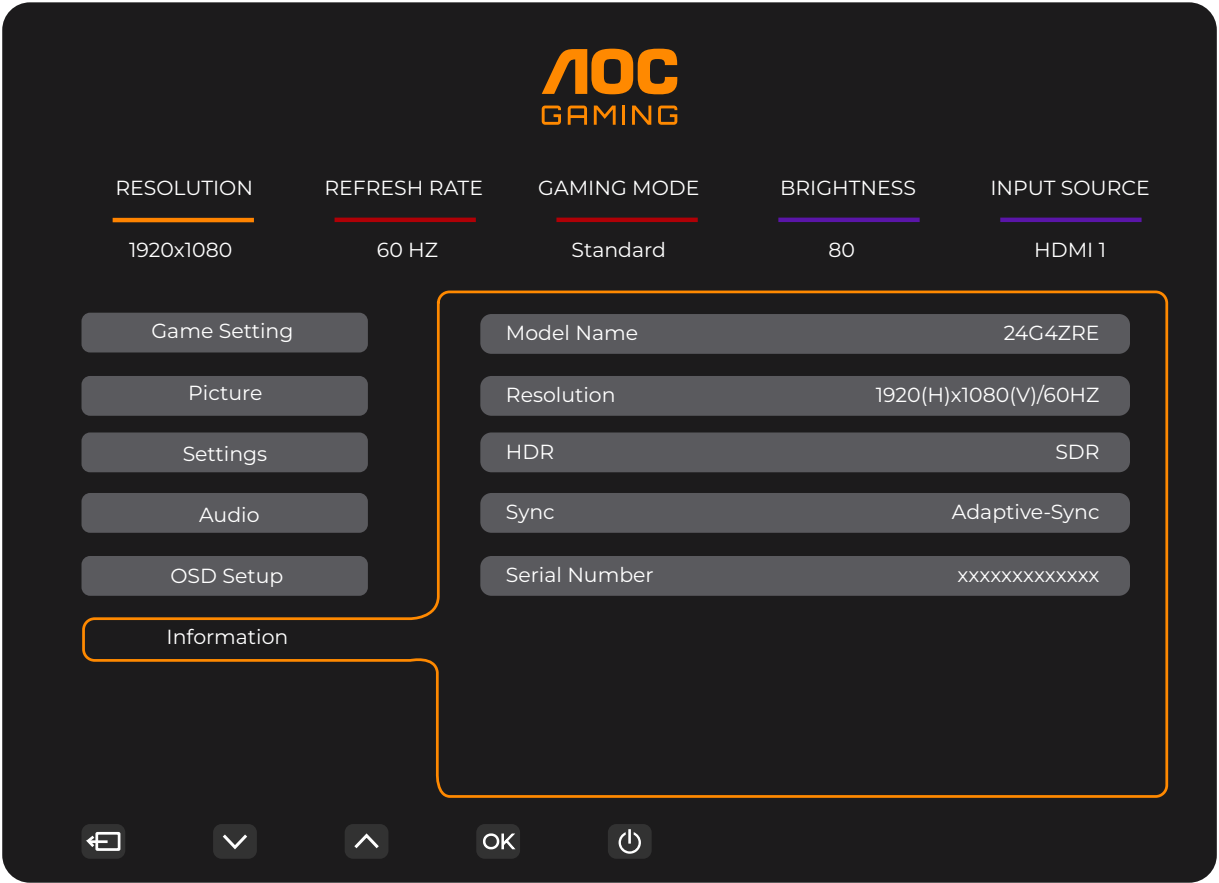 AOC
GAMING
RESOLUTION REFRESH RATE GAMING MODE BRIGHTNESS INPUT SOURCE
1920x1080 60 HZ Standard 80 HDMI 1
Game Setting Model Name 24G4ZRE
Picture Resolution 1920(H)x1080(V)/60HZ
Settings HDR SDR
Audio Sync Adaptive-Sync
OSD Setup Serial Number xxxxxxxxxxxxx
Information
OK